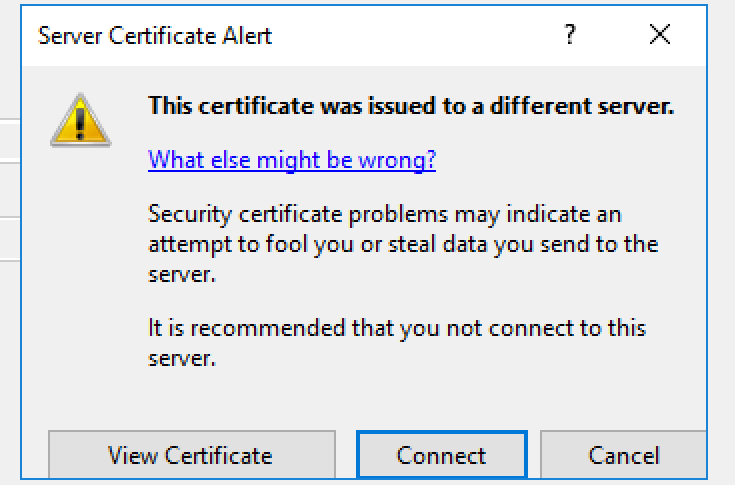 Server Certificate Alert ? ×
This certificate was issued to a different server.
What else might be wrong?
Security certificate problems may indicate an
attempt to fool you or steal data you send to the
server.
It is recommended that you not connect to this
server.
View Certificate Connect Cancel